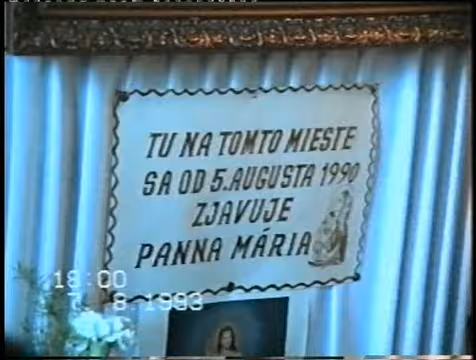 TU NA TOMTO MIESTE
SA OD 5.AUGUSTA 1990
ZJAVUJE
PANNA MÁRIA
18:00
7. 8.1993